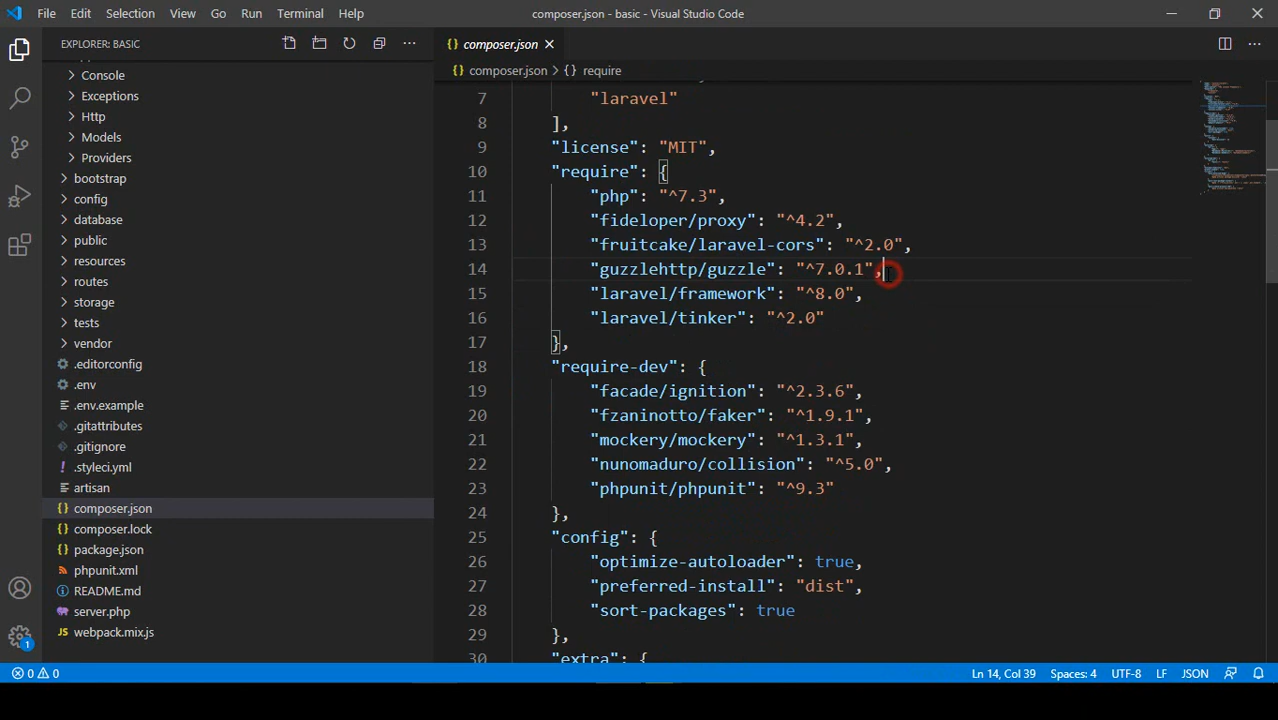 File Edit Selection View Go Run Terminal Help composer.json - basic - Visual Studio Code
EXPLORER: BASIC
Console
Exceptions
Http
Models
Providers
bootstrap
config
database
public
resources
routes
storage
tests
vendor
.editorconfig
.env
.env.example
.gitattributes
.gitignore
.styleci.yml
artisan
composer.json
composer.lock
package.json
phpunit.xml
README.md
server.php
JS webpack.mix.js
1
{} composer.json
{} composer.json > {} require
7 "laravel"
8 ],
9 "license": "MIT",
10 "require": {
11 "php": "^7.3",
12 "fideloper/proxy": "^4.2",
13 "fruitcake/laravel-cors": "^2.0",
14 "guzzlehttp/guzzle": "^7.0.1",
15 "laravel/framework": "^8.0",
16 "laravel/tinker": "^2.0"
17 },
18 "require-dev": {
19 "facade/ignition": "^2.3.6",
20 "fzaninotto/faker": "^1.9.1",
21 "mockery/mockery": "^1.3.1",
22 "nunomaduro/collision": "^5.0",
23 "phpunit/phpunit": "^9.3"
24 },
25 "config": {
26 "optimize-autoloader": true,
27 "preferred-install": "dist",
28 "sort-packages": true
29 },
30 "extra": {
0 0 Ln 14, Col 39 Spaces: 4 UTF-8 LF JSON